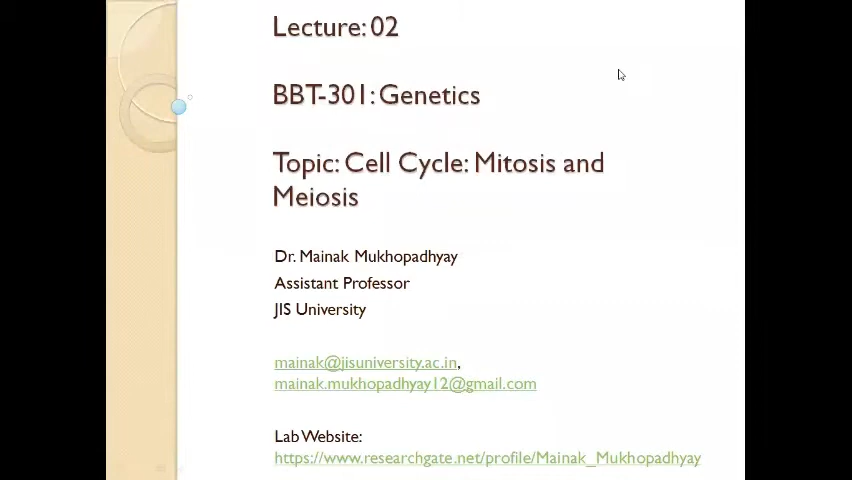 Lecture: 02
BBT-301: Genetics
Topic: Cell Cycle: Mitosis and
Meiosis
Dr. Mainak Mukhopadhyay
Assistant Professor
JIS University
mainak@jisuniversity.ac.in,
mainak.mukhopadhyay12@gmail.com
Lab Website:
https://www.researchgate.net/profile/Mainak_Mukhopadhyay